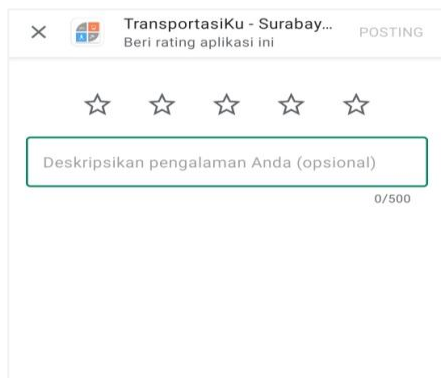 TransportasiKu - Surabay...
Beri rating aplikasi ini
POSTING
Deskripsikan pengalaman Anda (opsional)
0/500